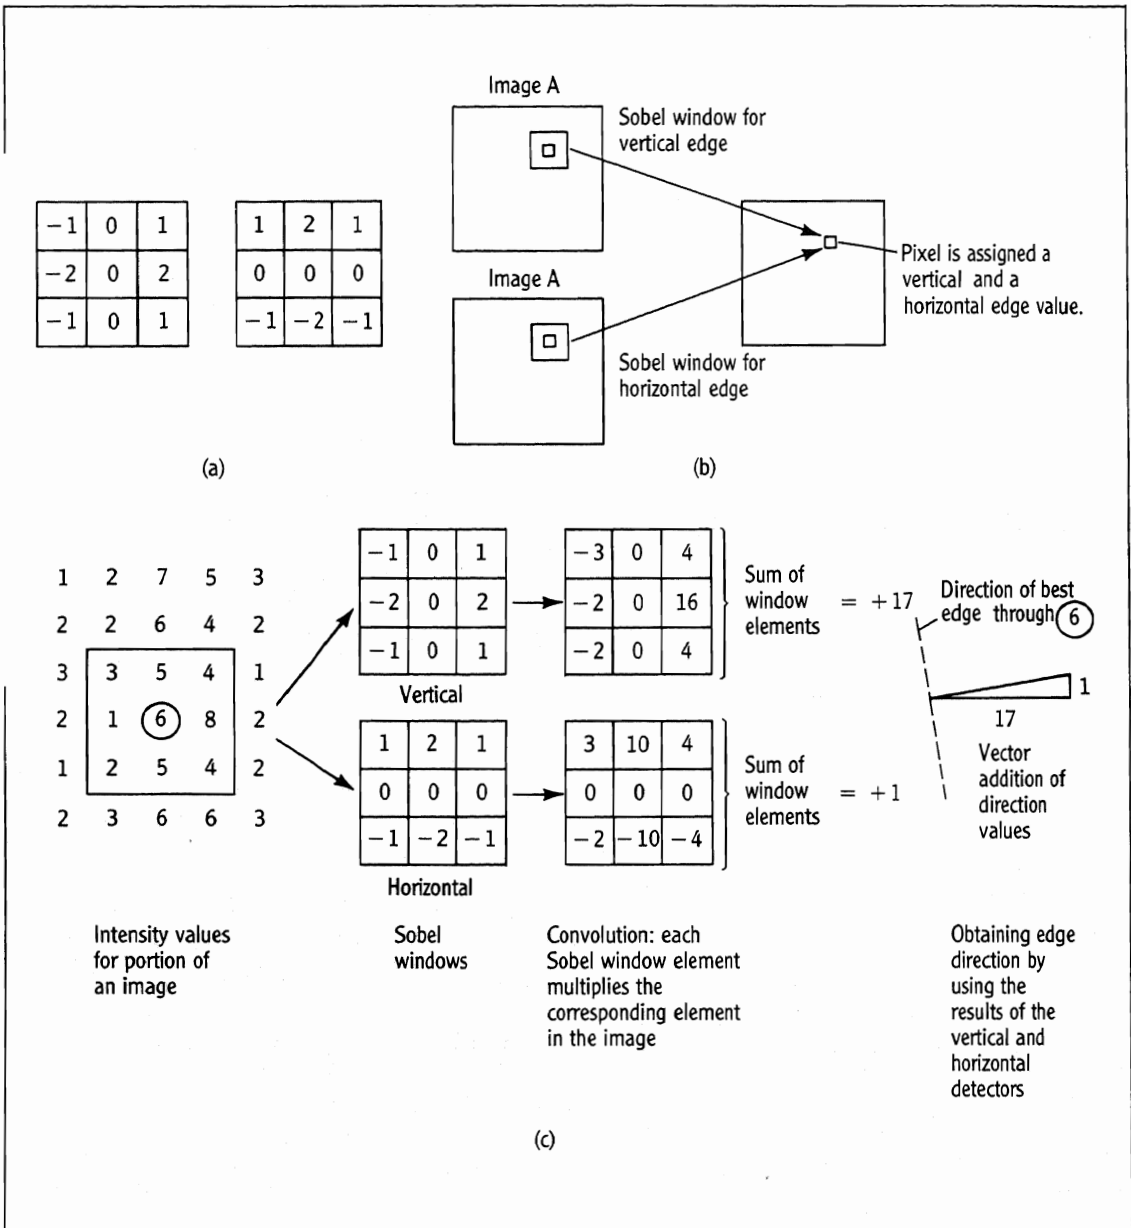 Image A
Sobel window for
vertical edge
-1 0 1
-2 0 2
-1 0 1
1 2 1
0 0 0
-1 -2 -1
Image A
Pixel is assigned a
vertical and a
horizontal edge value.
Sobel window for
horizontal edge
(a)
(b)
1 2 7 5 3
2 2 6 4 2
3 3 5 4 1
2 1 6 8 2
1 2 5 4 2
2 3 6 6 3
-1 0 1
-2 0 2
-1 0 1
Vertical
1 2 1
0 0 0
-1 -2 -1
Horizontal
-3 0 4
-2 0 16
-2 0 4
3 10 4
0 0 0
-2 -10 -4
Sum of
window
elements
= +17
Sum of
window
elements
= +1
Direction of best
edge through 6
1
17
Vector
addition of
direction
values
Intensity values
for portion of
an image
Sobel
windows
Convolution: each
Sobel window element
multiplies the
corresponding element
in the image
Obtaining edge
direction by
using the
results of the
vertical and
horizontal
detectors
(c)